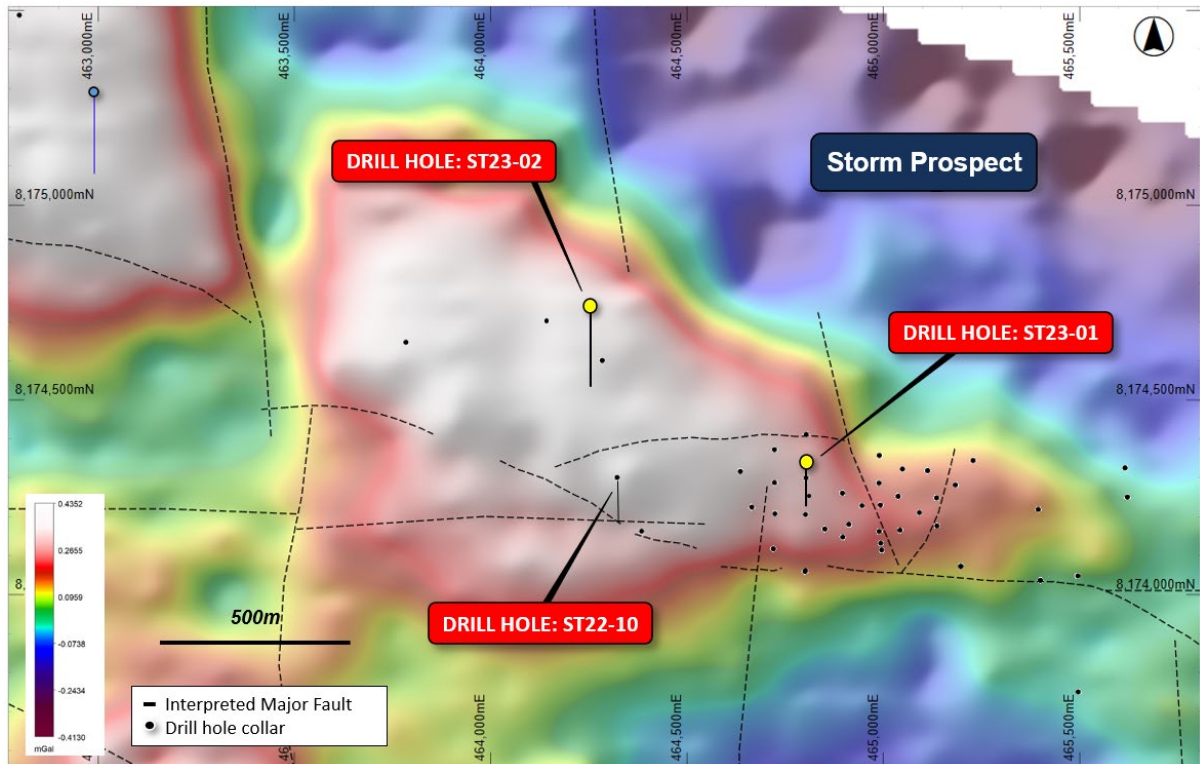 463,000mE
463,500mE
464,000mE
464,500mE
465,000mE
465,500mE
DRILL HOLE: ST23-02
Storm Prospect
8,175,000mN
8,175,000mN
DRILL HOLE: ST23-01
8,174,500mN
8,174,500mN
0.4352
0.2655
0.0959
-0.0738
-0.2434
-0.4130
mGal
8,174,000mN
500m
DRILL HOLE: ST22-10
Interpreted Major Fault
Drill hole collar
464,000mE
464,500mE
465,000mE
465,500mE